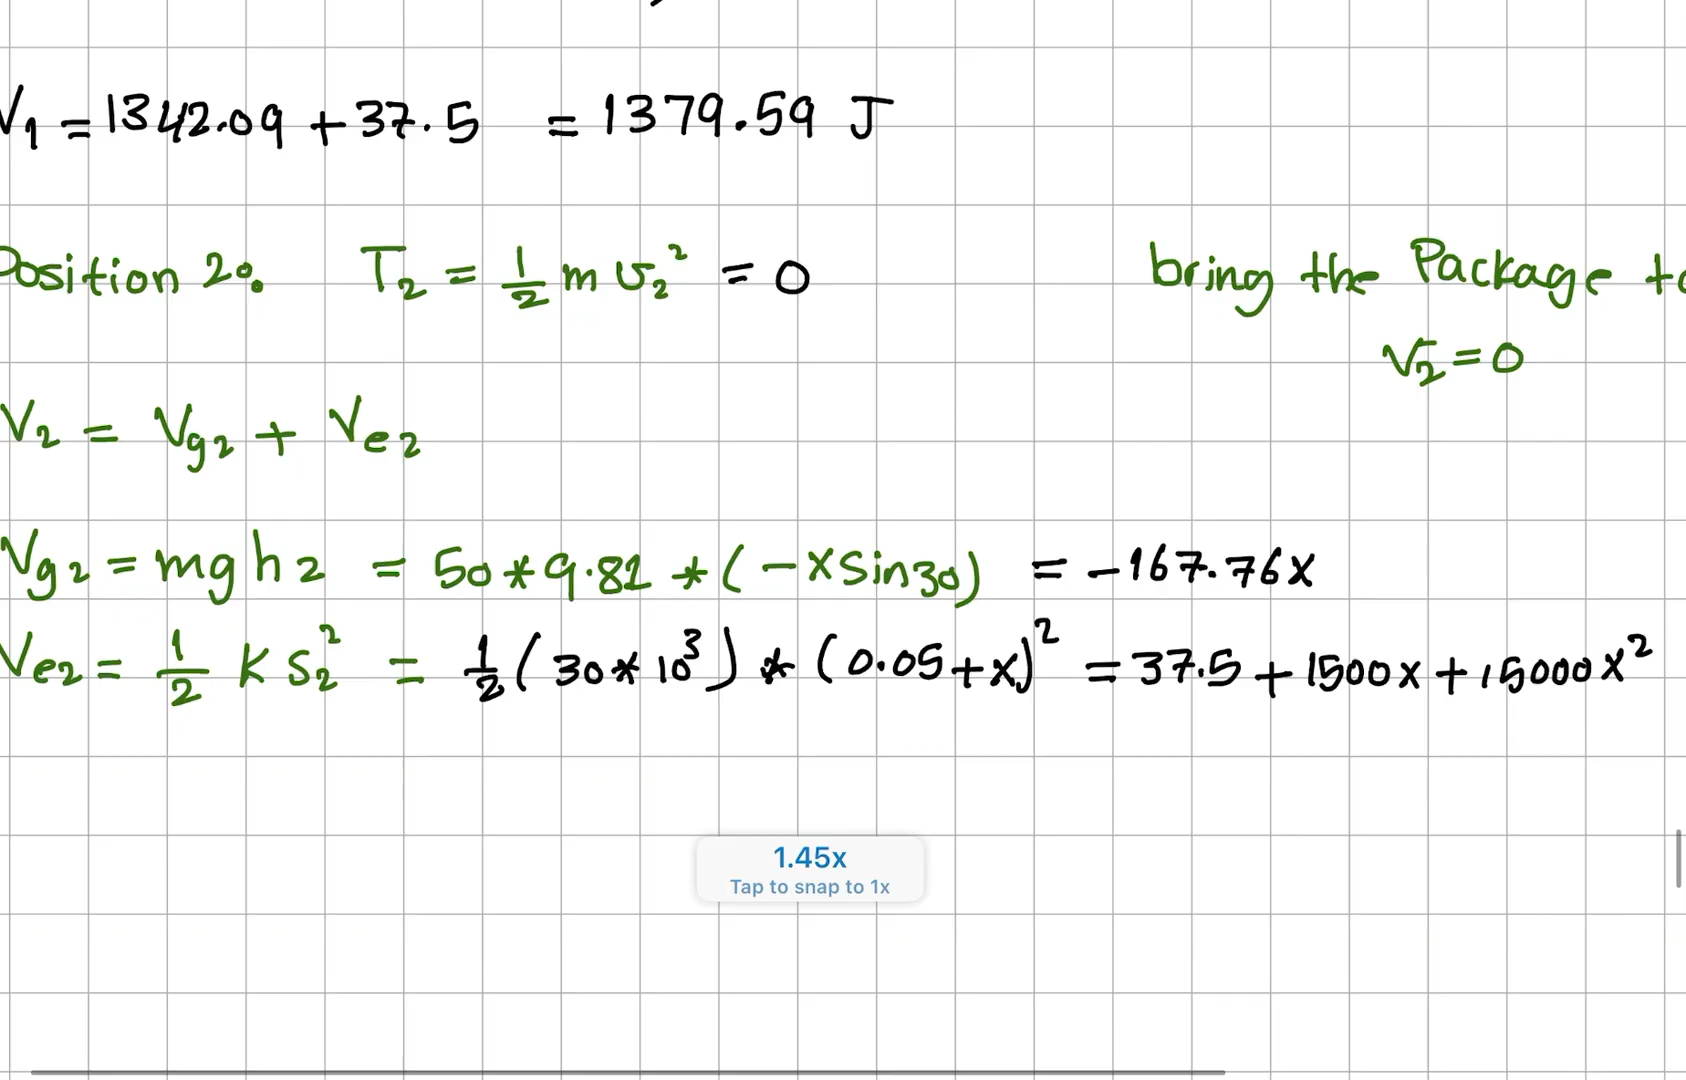 V₁ = 1342.09 + 37.5 = 1379.59 J
Position 2: T₂ = 1/2 m v₂² = 0 bring the Package to
v₂ = 0
V₂ = Vg₂ + Ve₂
Vg₂ = mgh₂ = 50*9.81*(-x sin30) = -167.76x
Ve₂ = 1/2 K S₂² = 1/2 (30*10³)*(0.05+x)² = 37.5 + 1500x + 15000x²
1.45x
Tap to snap to 1x